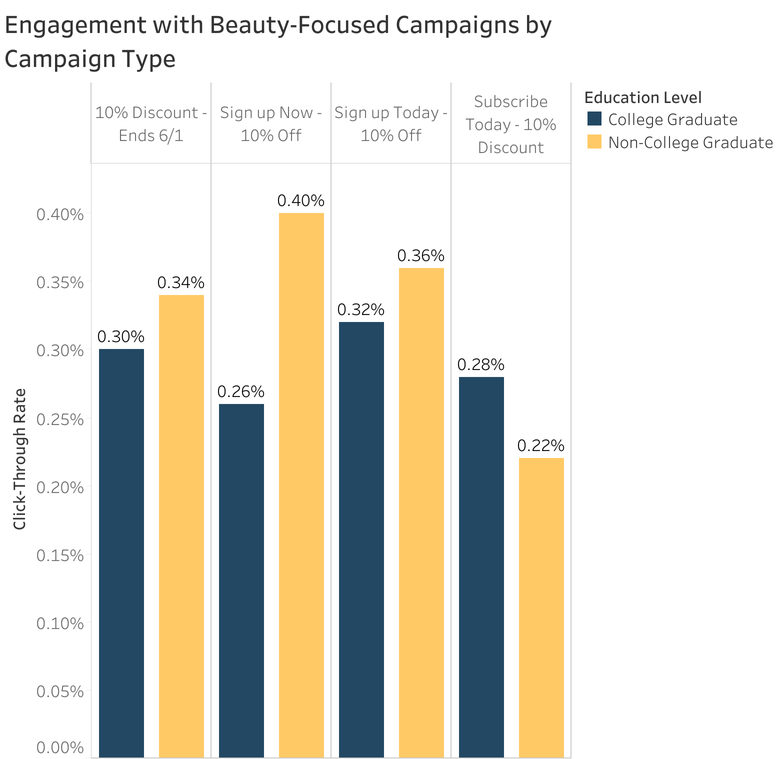 Engagement with Beauty-Focused Campaigns by
Campaign Type
10% Discount -
Ends 6/1
Sign up Now -
10% Off
Sign up Today -
10% Off
Subscribe
Today - 10%
Discount
Education Level
College Graduate
Non-College Graduate
Click-Through Rate
0.40%
0.35%
0.30%
0.25%
0.20%
0.15%
0.10%
0.05%
0.00%
0.30%
0.34%
0.26%
0.40%
0.32%
0.36%
0.28%
0.22%